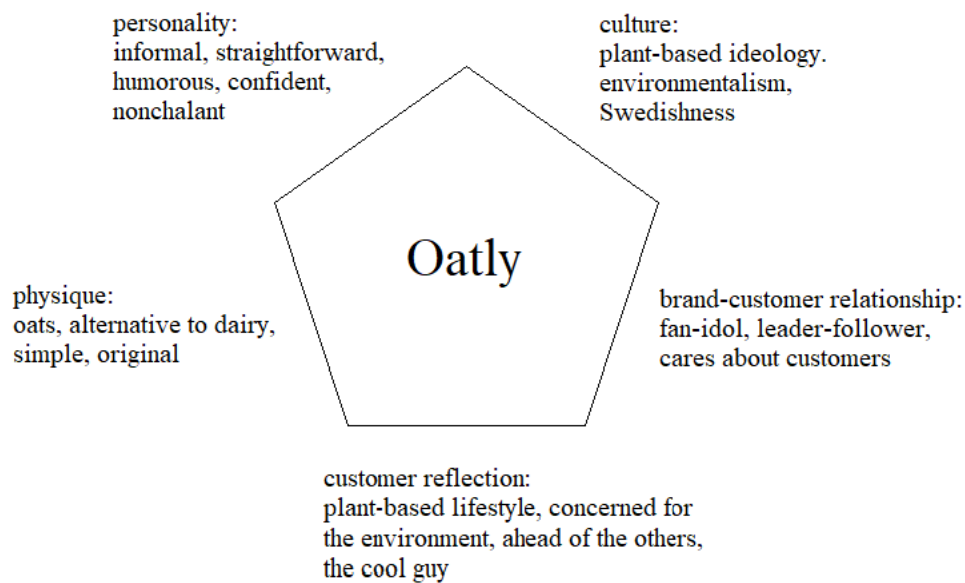 personality:
informal, straightforward,
humorous, confident,
nonchalant
culture:
plant-based ideology.
environmentalism,
Swedishness
Oatly
physique:
oats, alternative to dairy,
simple, original
brand-customer relationship:
fan-idol, leader-follower,
cares about customers
customer reflection:
plant-based lifestyle, concerned for
the environment, ahead of the others,
the cool guy